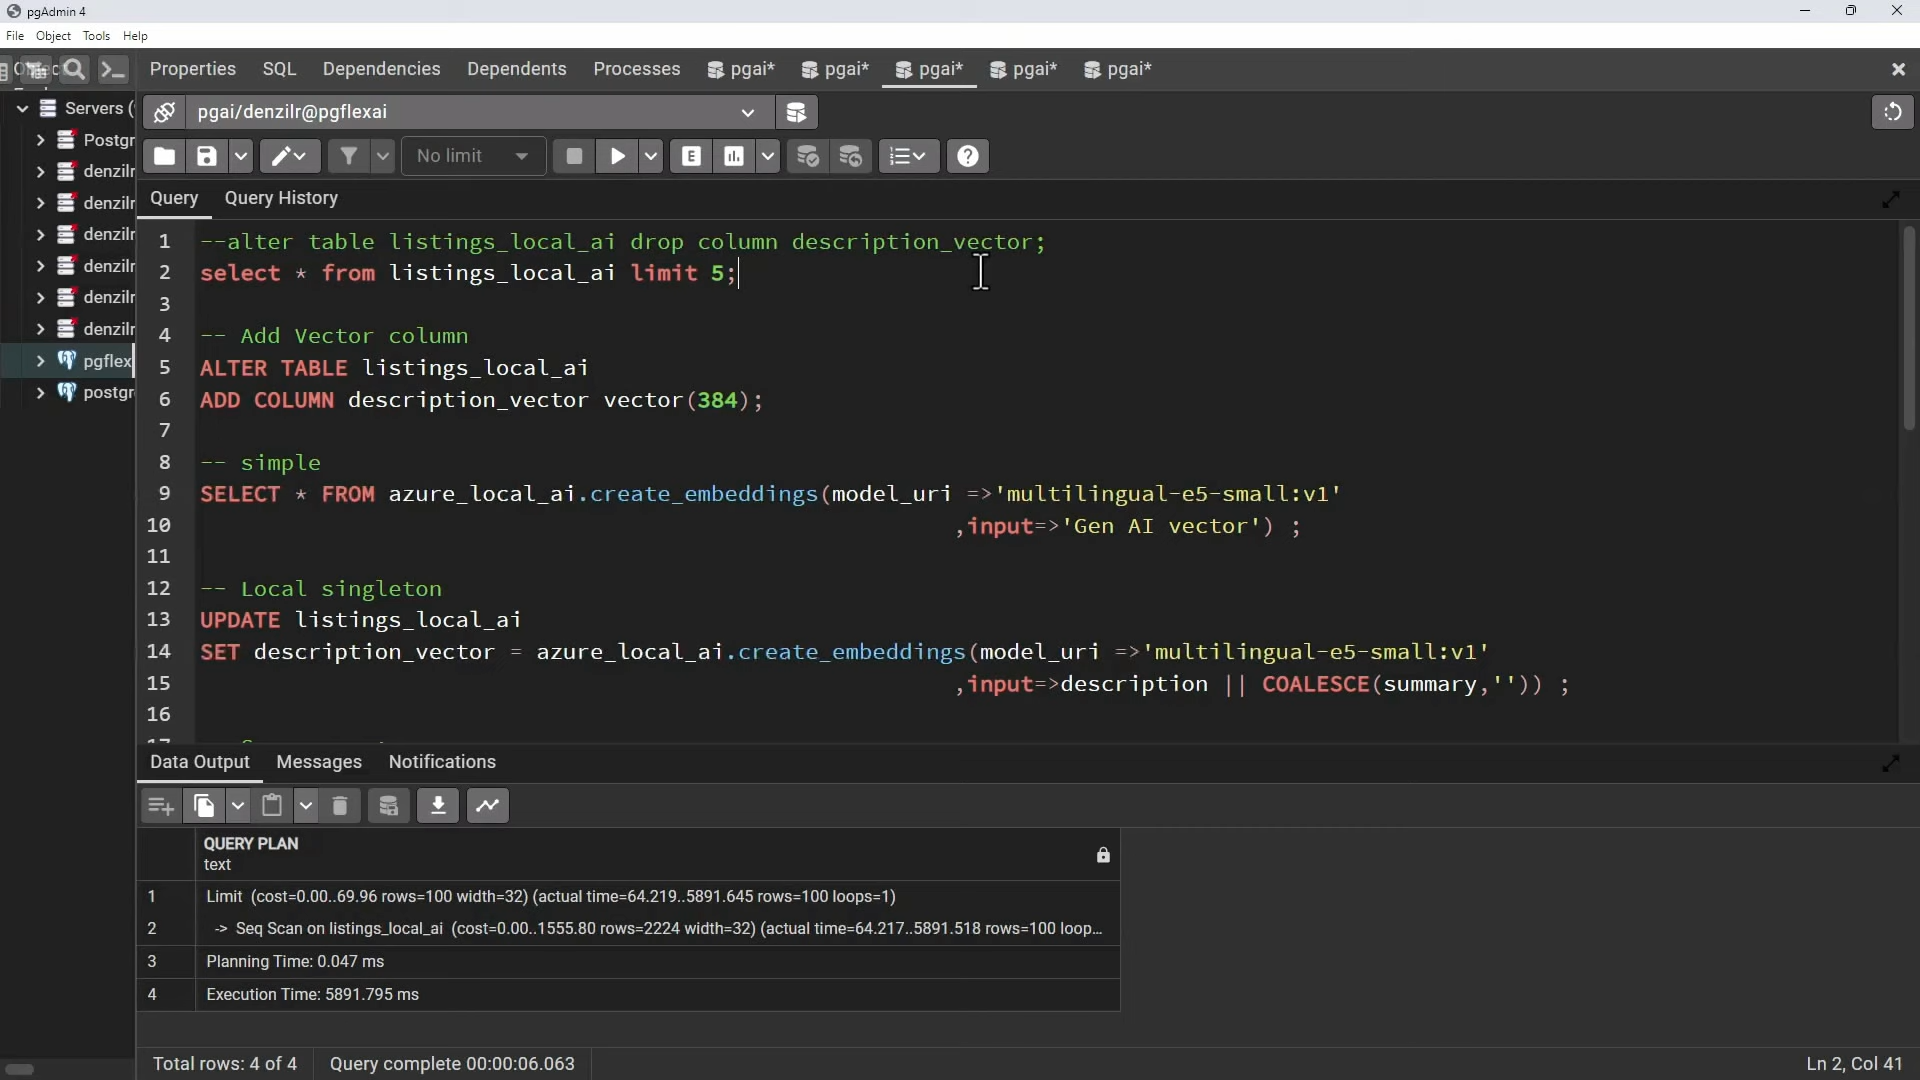 pgAdmin 4
File Object Tools Help
Properties SQL Dependencies Dependents Processes pgai* pgai* pgai* pgai* pgai*
Servers (
Postgr
denzilr
denzilr
denzilr
denzilr
denzilr
denzilr
pgflex
postgr
pgai/denzilr@pgflexai
No limit
E
Query Query History
1 --alter table listings_local_ai drop column description_vector;
2 select * from listings_local_ai limit 5;
3
4 -- Add Vector column
5 ALTER TABLE listings_local_ai
6 ADD COLUMN description_vector vector(384);
7
8 -- simple
9 SELECT * FROM azure_local_ai.create_embeddings(model_uri =>'multilingual-e5-small:v1'
10 ,input=>'Gen AI vector') ;
11
12 -- Local singleton
13 UPDATE listings_local_ai
14 SET description_vector = azure_local_ai.create_embeddings(model_uri =>'multilingual-e5-small:v1'
15 ,input=>description || COALESCE(summary,'')) ;
16
Data Output Messages Notifications
QUERY PLAN
text
1 Limit (cost=0.00..69.96 rows=100 width=32) (actual time=64.219..5891.645 rows=100 loops=1)
2 -> Seq Scan on listings_local_ai (cost=0.00..1555.80 rows=2224 width=32) (actual time=64.217..5891.518 rows=100 loop...
3 Planning Time: 0.047 ms
4 Execution Time: 5891.795 ms
Total rows: 4 of 4 Query complete 00:00:06.063 Ln 2, Col 41